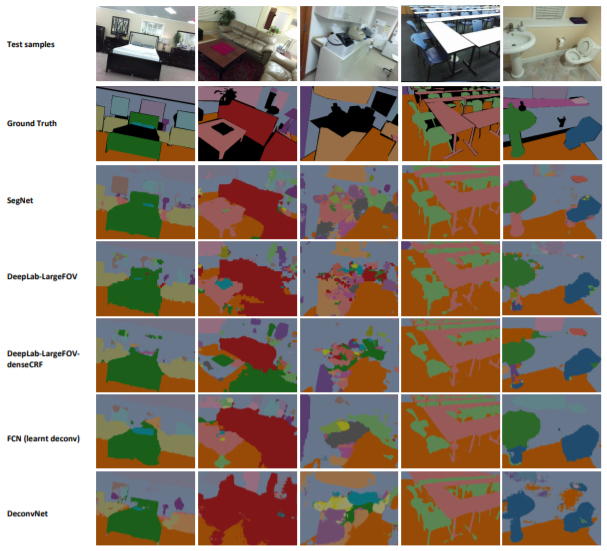 Test samples
Ground Truth
SegNet
DeepLab-LargeFOV
DeepLab-LargeFOV-
denseCRF
FCN (learnt deconv)
DeconvNet